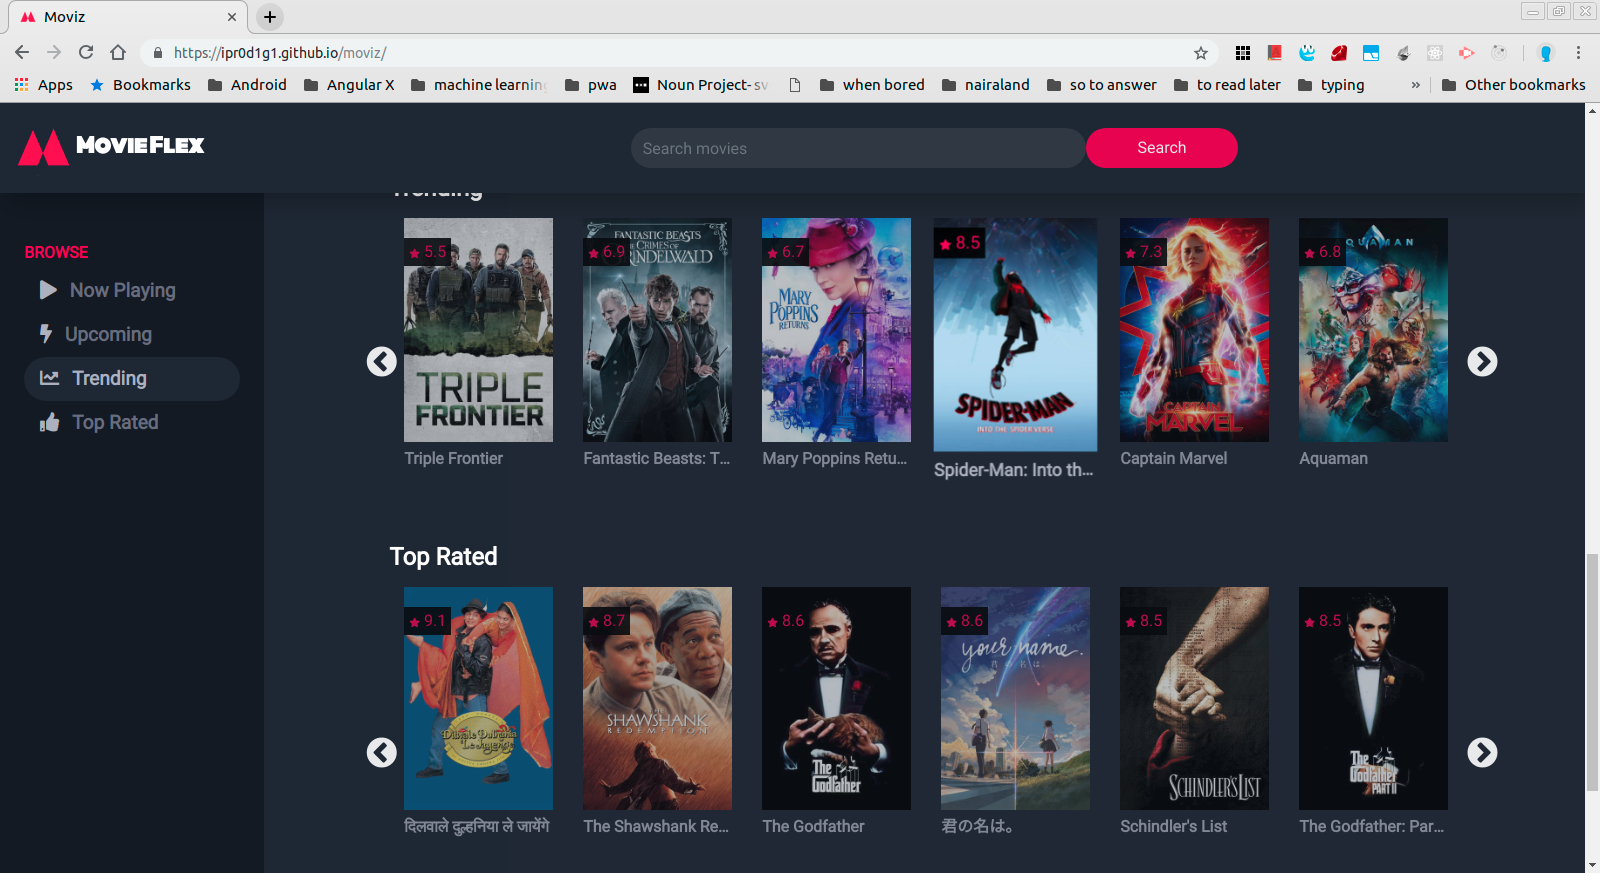 Moviz
https://ipr0d1g1.github.io/moviz/
Apps
Bookmarks
Android
Angular X
machine learning
pwa
Noun Project- sv
when bored
nairaland
so to answer
to read later
typing
»
Other bookmarks
MOVIEFLEX
Search movies
Search
BROWSE
Now Playing
Upcoming
Trending
Top Rated
Trending
5.5
6.9
6.7
8.5
7.3
6.8
TRIPLE
FRONTIER
FANTASTIC BEASTS
MARY
POPPINS
RETURNS
SPIDER-MAN
INTO THE SPIDER-VERSE
CAPTAIN
MARVEL
Triple Frontier
Fantastic Beasts: T...
Mary Poppins Retu...
Spider-Man: Into th...
Captain Marvel
Aquaman
Top Rated
9.1
8.7
8.6
8.6
8.5
8.5
Dilwale Dulhania
Le Jayenge
THE
SHAWSHANK
REDEMPTION
The
Godfather
your name.
君の名は。
SCHINDLER'S LIST
The
Godfather
PART II
दिलवाले दुल्हनिया ले जायेंगे
The Shawshank Re...
The Godfather
君の名は。
Schindler's List
The Godfather: Par...